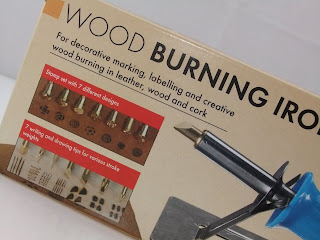 WOOD BURNING IRO
For decorative marking, labelling and creative
wood burning in leather, wood and cork
Stamp set with 7 different designs
7 writing and drawing tips for various stroke
weights